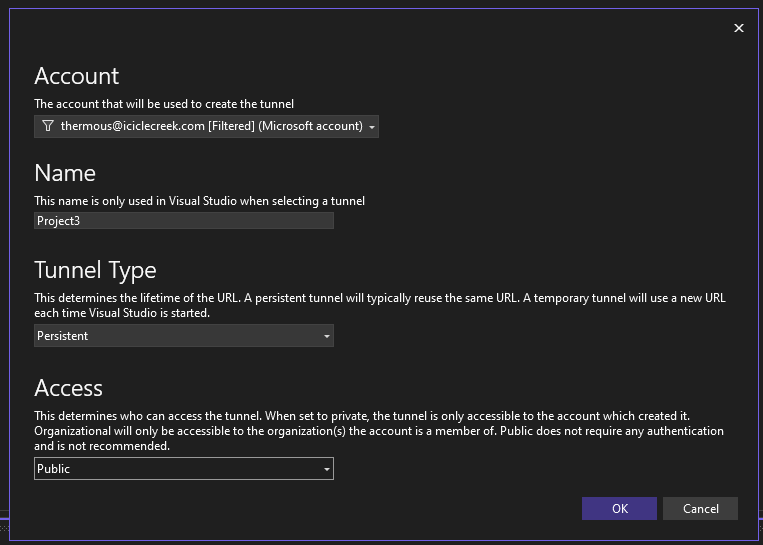 Account
The account that will be used to create the tunnel
thermous@iciclecreek.com [Filtered] (Microsoft account)
Name
This name is only used in Visual Studio when selecting a tunnel
Project3
Tunnel Type
This determines the lifetime of the URL. A persistent tunnel will typically reuse the same URL. A temporary tunnel will use a new URL
each time Visual Studio is started.
Persistent
Access
This determines who can access the tunnel. When set to private, the tunnel is only accessible to the account which created it.
Organizational will only be accessible to the organization(s) the account is a member of. Public does not require any authentication
and is not recommended.
Public
OK Cancel